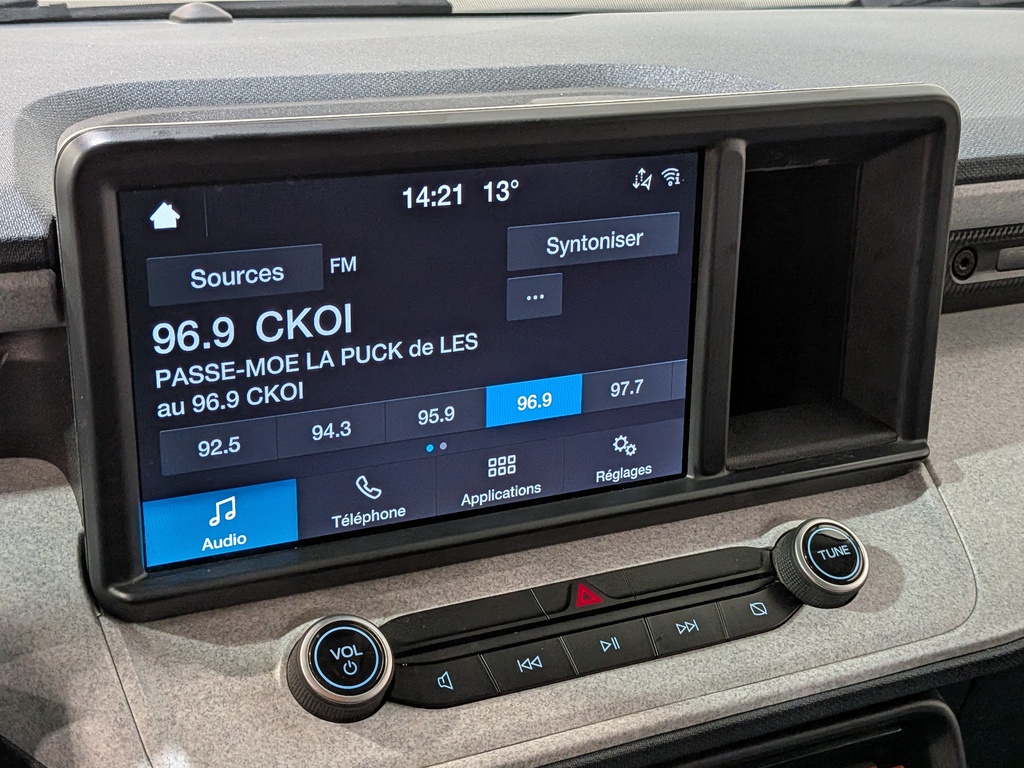 14:21 13°
Sources FM Syntoniser
...
96.9 CKOI
PASSE-MOE LA PUCK de LES
au 96.9 CKOI
92.5 94.3 95.9 96.9 97.7
Audio Téléphone Applications Réglages
VOL TUNE